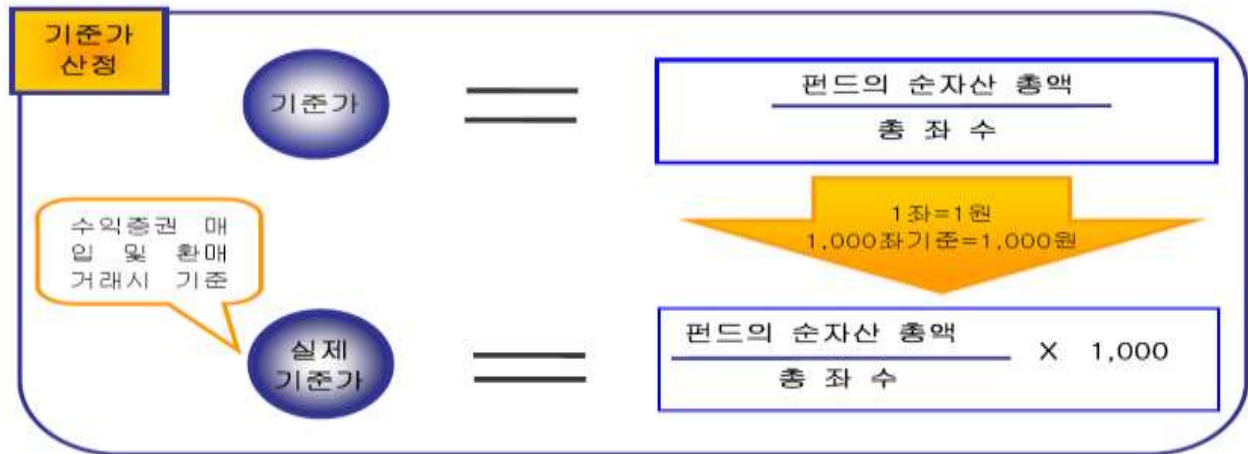 기준가
산정
기준가
펀드의 순자산 총액
총 좌 수
1좌=1원
1,000좌기준=1,000원
수익증권 매
입 및 환매
거래시 기준
실제
기준가
펀드의 순자산 총액
총 좌 수
X 1,000